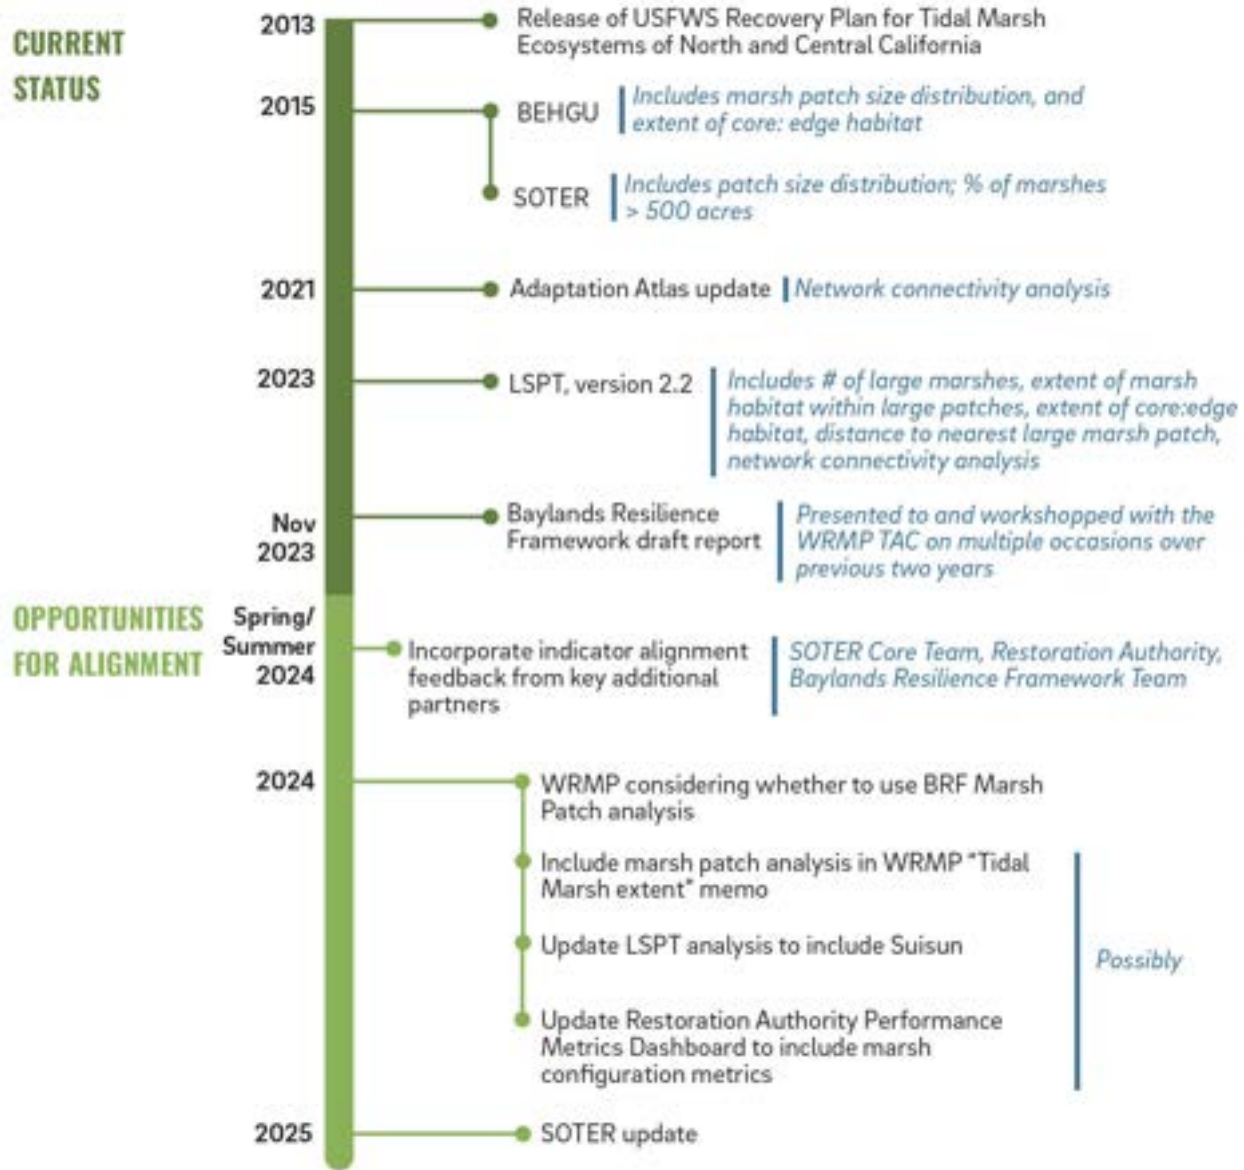 CURRENT
STATUS
2013
Release of USFWS Recovery Plan for Tidal Marsh
Ecosystems of North and Central California
2015
BEHGU
Includes marsh patch size distribution, and
extent of core: edge habitat
SOTER
Includes patch size distribution; % of marshes
> 500 acres
2021
Adaptation Atlas update
Network connectivity analysis
2023
LSPT, version 2.2
Includes # of large marshes, extent of marsh
habitat within large patches, extent of core:edge
habitat, distance to nearest large marsh patch,
network connectivity analysis
Nov
2023
Baylands Resilience
Framework draft report
Presented to and workshopped with the
WRMP TAC on multiple occasions over
previous two years
OPPORTUNITIES
FOR ALIGNMENT
Spring/
Summer
2024
Incorporate indicator alignment
feedback from key additional
partners
SOTER Core Team, Restoration Authority,
Baylands Resilience Framework Team
2024
WRMP considering whether to use BRF Marsh
Patch analysis
Include marsh patch analysis in WRMP "Tidal
Marsh extent" memo
Update LSPT analysis to include Suisun
Update Restoration Authority Performance
Metrics Dashboard to include marsh
configuration metrics
Possibly
2025
SOTER update